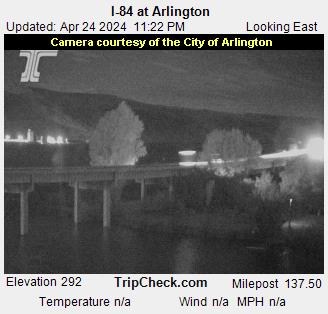 I-84 at Arlington
Updated: Apr 24 2024 11:22 PM Looking East
Camera courtesy of the City of Arlington
Elevation 292 TripCheck.com Milepost 137.50
Temperature n/a Wind n/a MPH n/a